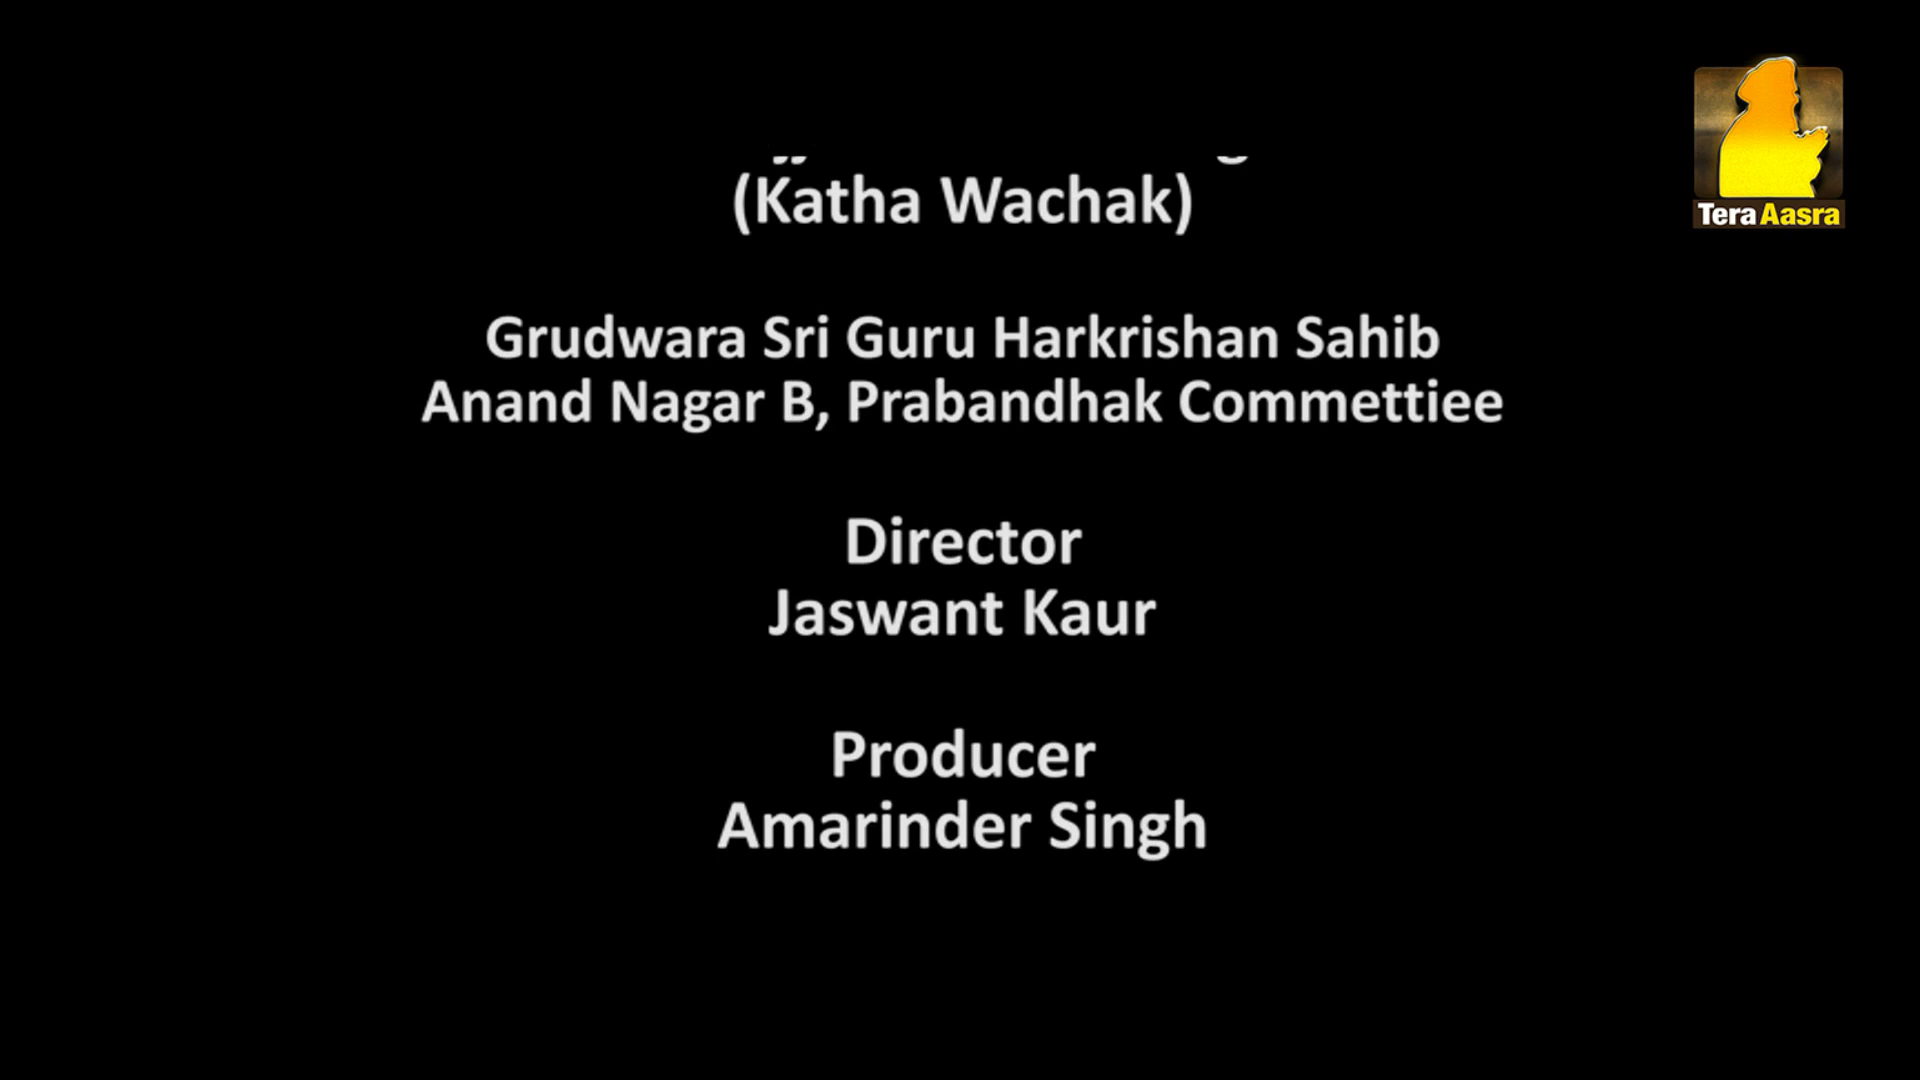 (Katha Wachak)
Grudwara Sri Guru Harkrishan Sahib
Anand Nagar B, Prabandhak Commettiee
Director
Jaswant Kaur
Producer
Amarinder Singh
Tera Aasra